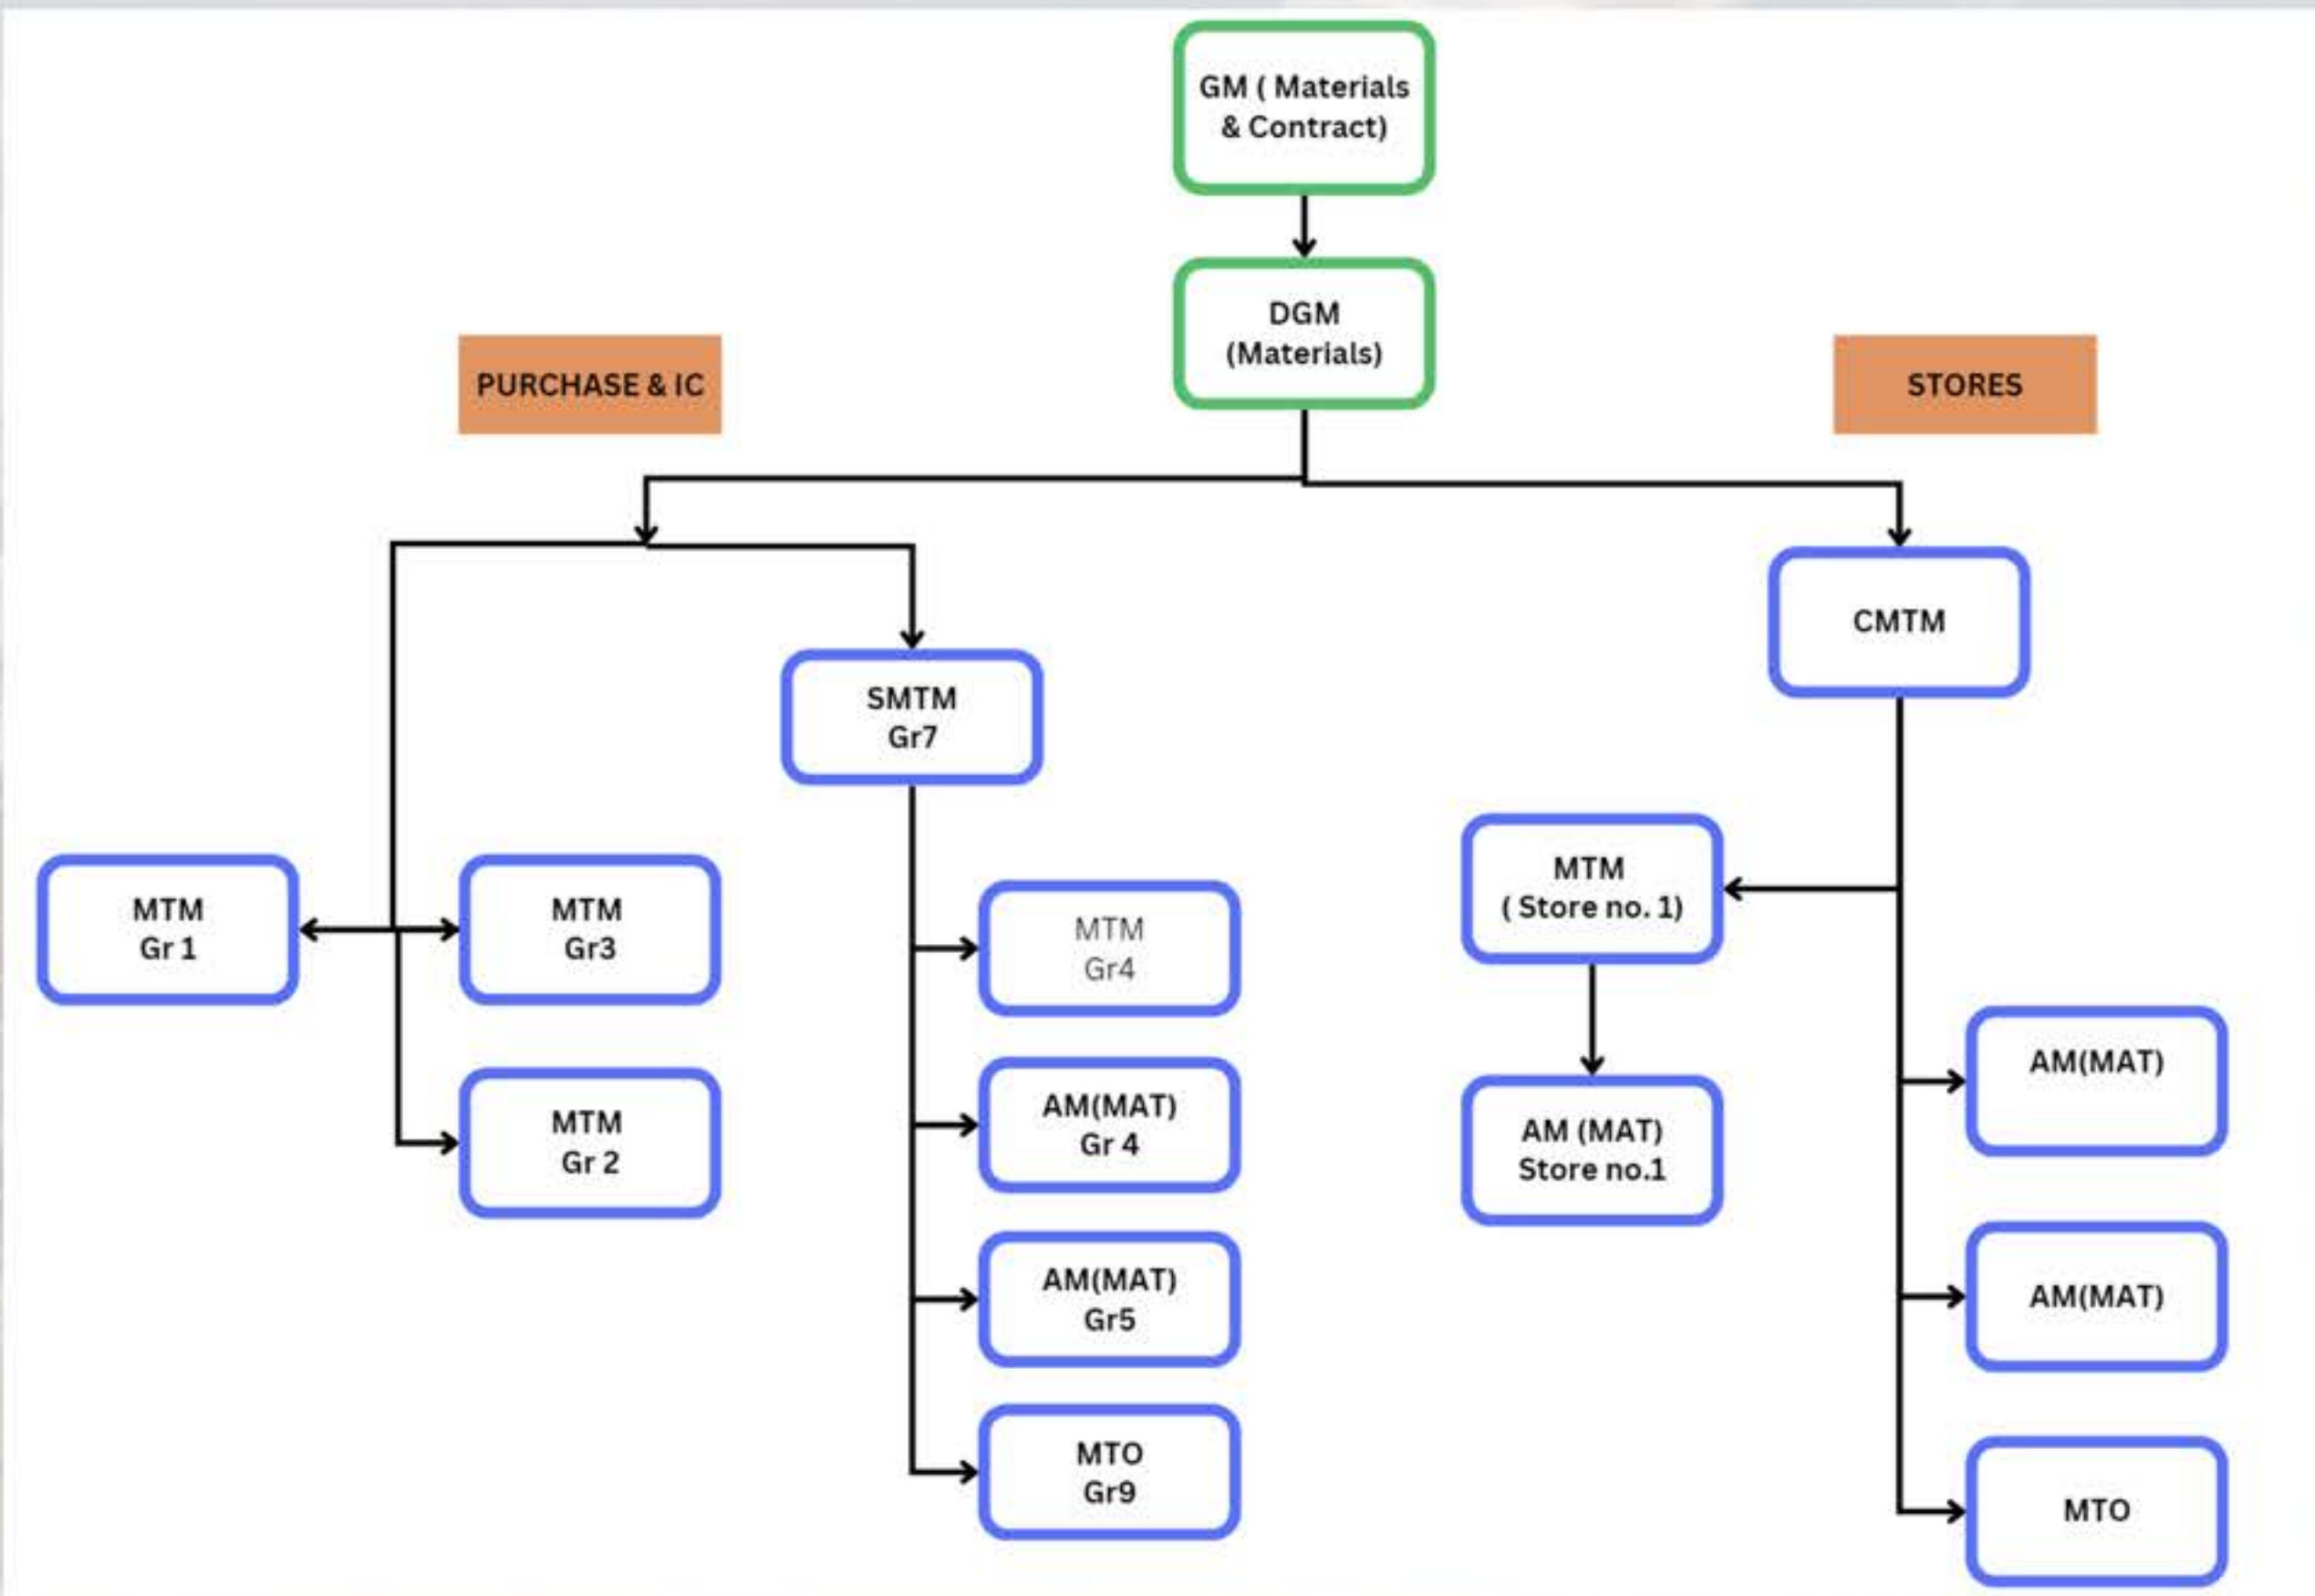 GM ( Materials
& Contract)
DGM
(Materials)
PURCHASE & IC
STORES
CMTM
SMTM
Gr7
MTM
Gr 1
MTM
Gr3
MTM
Gr 2
MTM
Gr4
AM(MAT)
Gr 4
AM(MAT)
Gr5
MTO
Gr9
MTM
( Store no. 1)
AM (MAT)
Store no.1
AM(MAT)
AM(MAT)
MTO